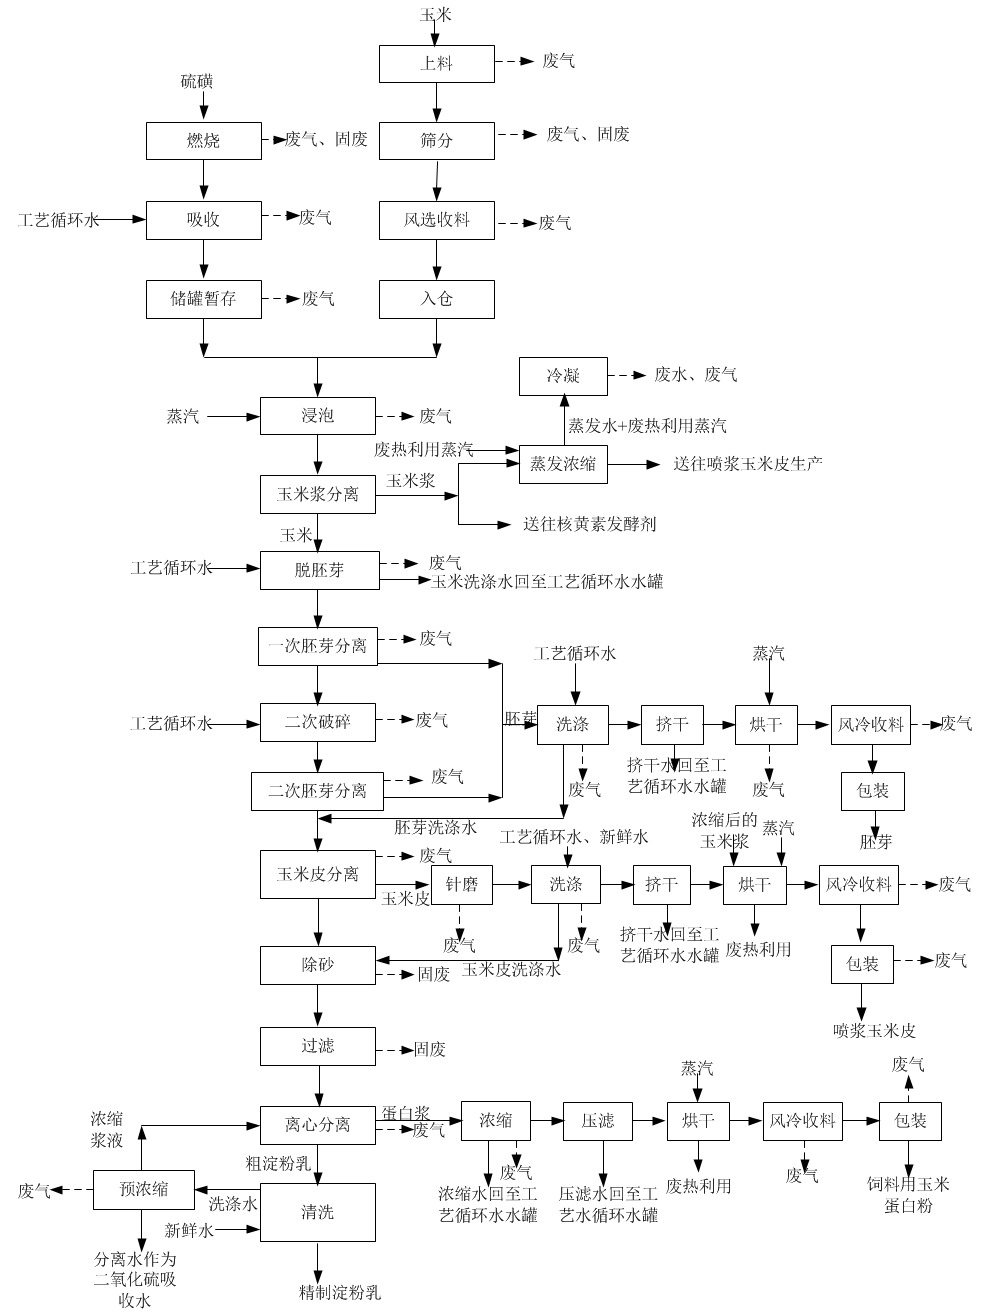 玉米
上料
废气
硫磺
燃烧
废气、固废
筛分
废气、固废
工艺循环水
吸收
废气
风选收料
废气
储罐暂存
废气
入仓
冷凝
废水、废气
蒸汽
浸泡
废气
蒸发水+废热利用蒸汽
废热利用蒸汽
蒸发浓缩
送往喷浆玉米皮生产
玉米浆分离
玉米浆
送往核黄素发酵剂
玉米
工艺循环水
脱胚芽
废气
玉米洗涤水回至工艺循环水水罐
一次胚芽分离
废气
工艺循环水
蒸汽
工艺循环水
二次破碎
废气
胚芽
洗涤
挤干
烘干
风冷收料
废气
二次胚芽分离
废气
废气
挤干水回至工
艺循环水水罐
废气
包装
胚芽洗涤水
工艺循环水、新鲜水
浓缩后的
玉米浆
蒸汽
胚芽
玉米皮分离
废气
玉米皮
针磨
洗涤
挤干
烘干
风冷收料
废气
废气
废气
挤干水回至工
艺循环水水罐
废热利用
除砂
固废
玉米皮洗涤水
包装
废气
喷浆玉米皮
过滤
固废
蒸汽
废气
浓缩
浆液
离心分离
蛋白浆
废气
浓缩
压滤
烘干
风冷收料
包装
粗淀粉乳
废气
预浓缩
洗涤水
新鲜水
清洗
废气
浓缩水回至工
艺循环水水罐
压滤水回至工
艺水循环水罐
废热利用
废气
饲料用玉米
蛋白粉
分离水作为
二氧化硫吸
收水
精制淀粉乳